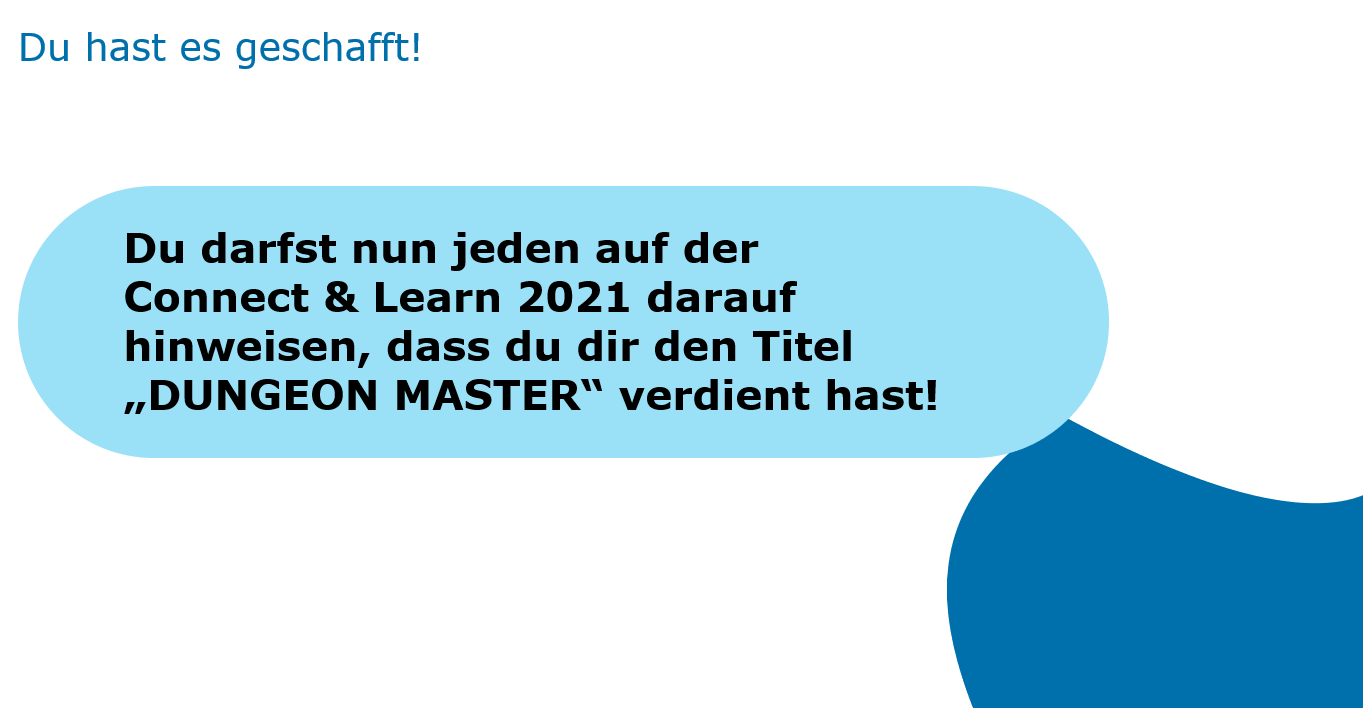 Du hast es geschafft!
Du darfst nun jeden auf der
Connect & Learn 2021 darauf
hinweisen, dass du dir den Titel
„DUNGEON MASTER“ verdient hast!